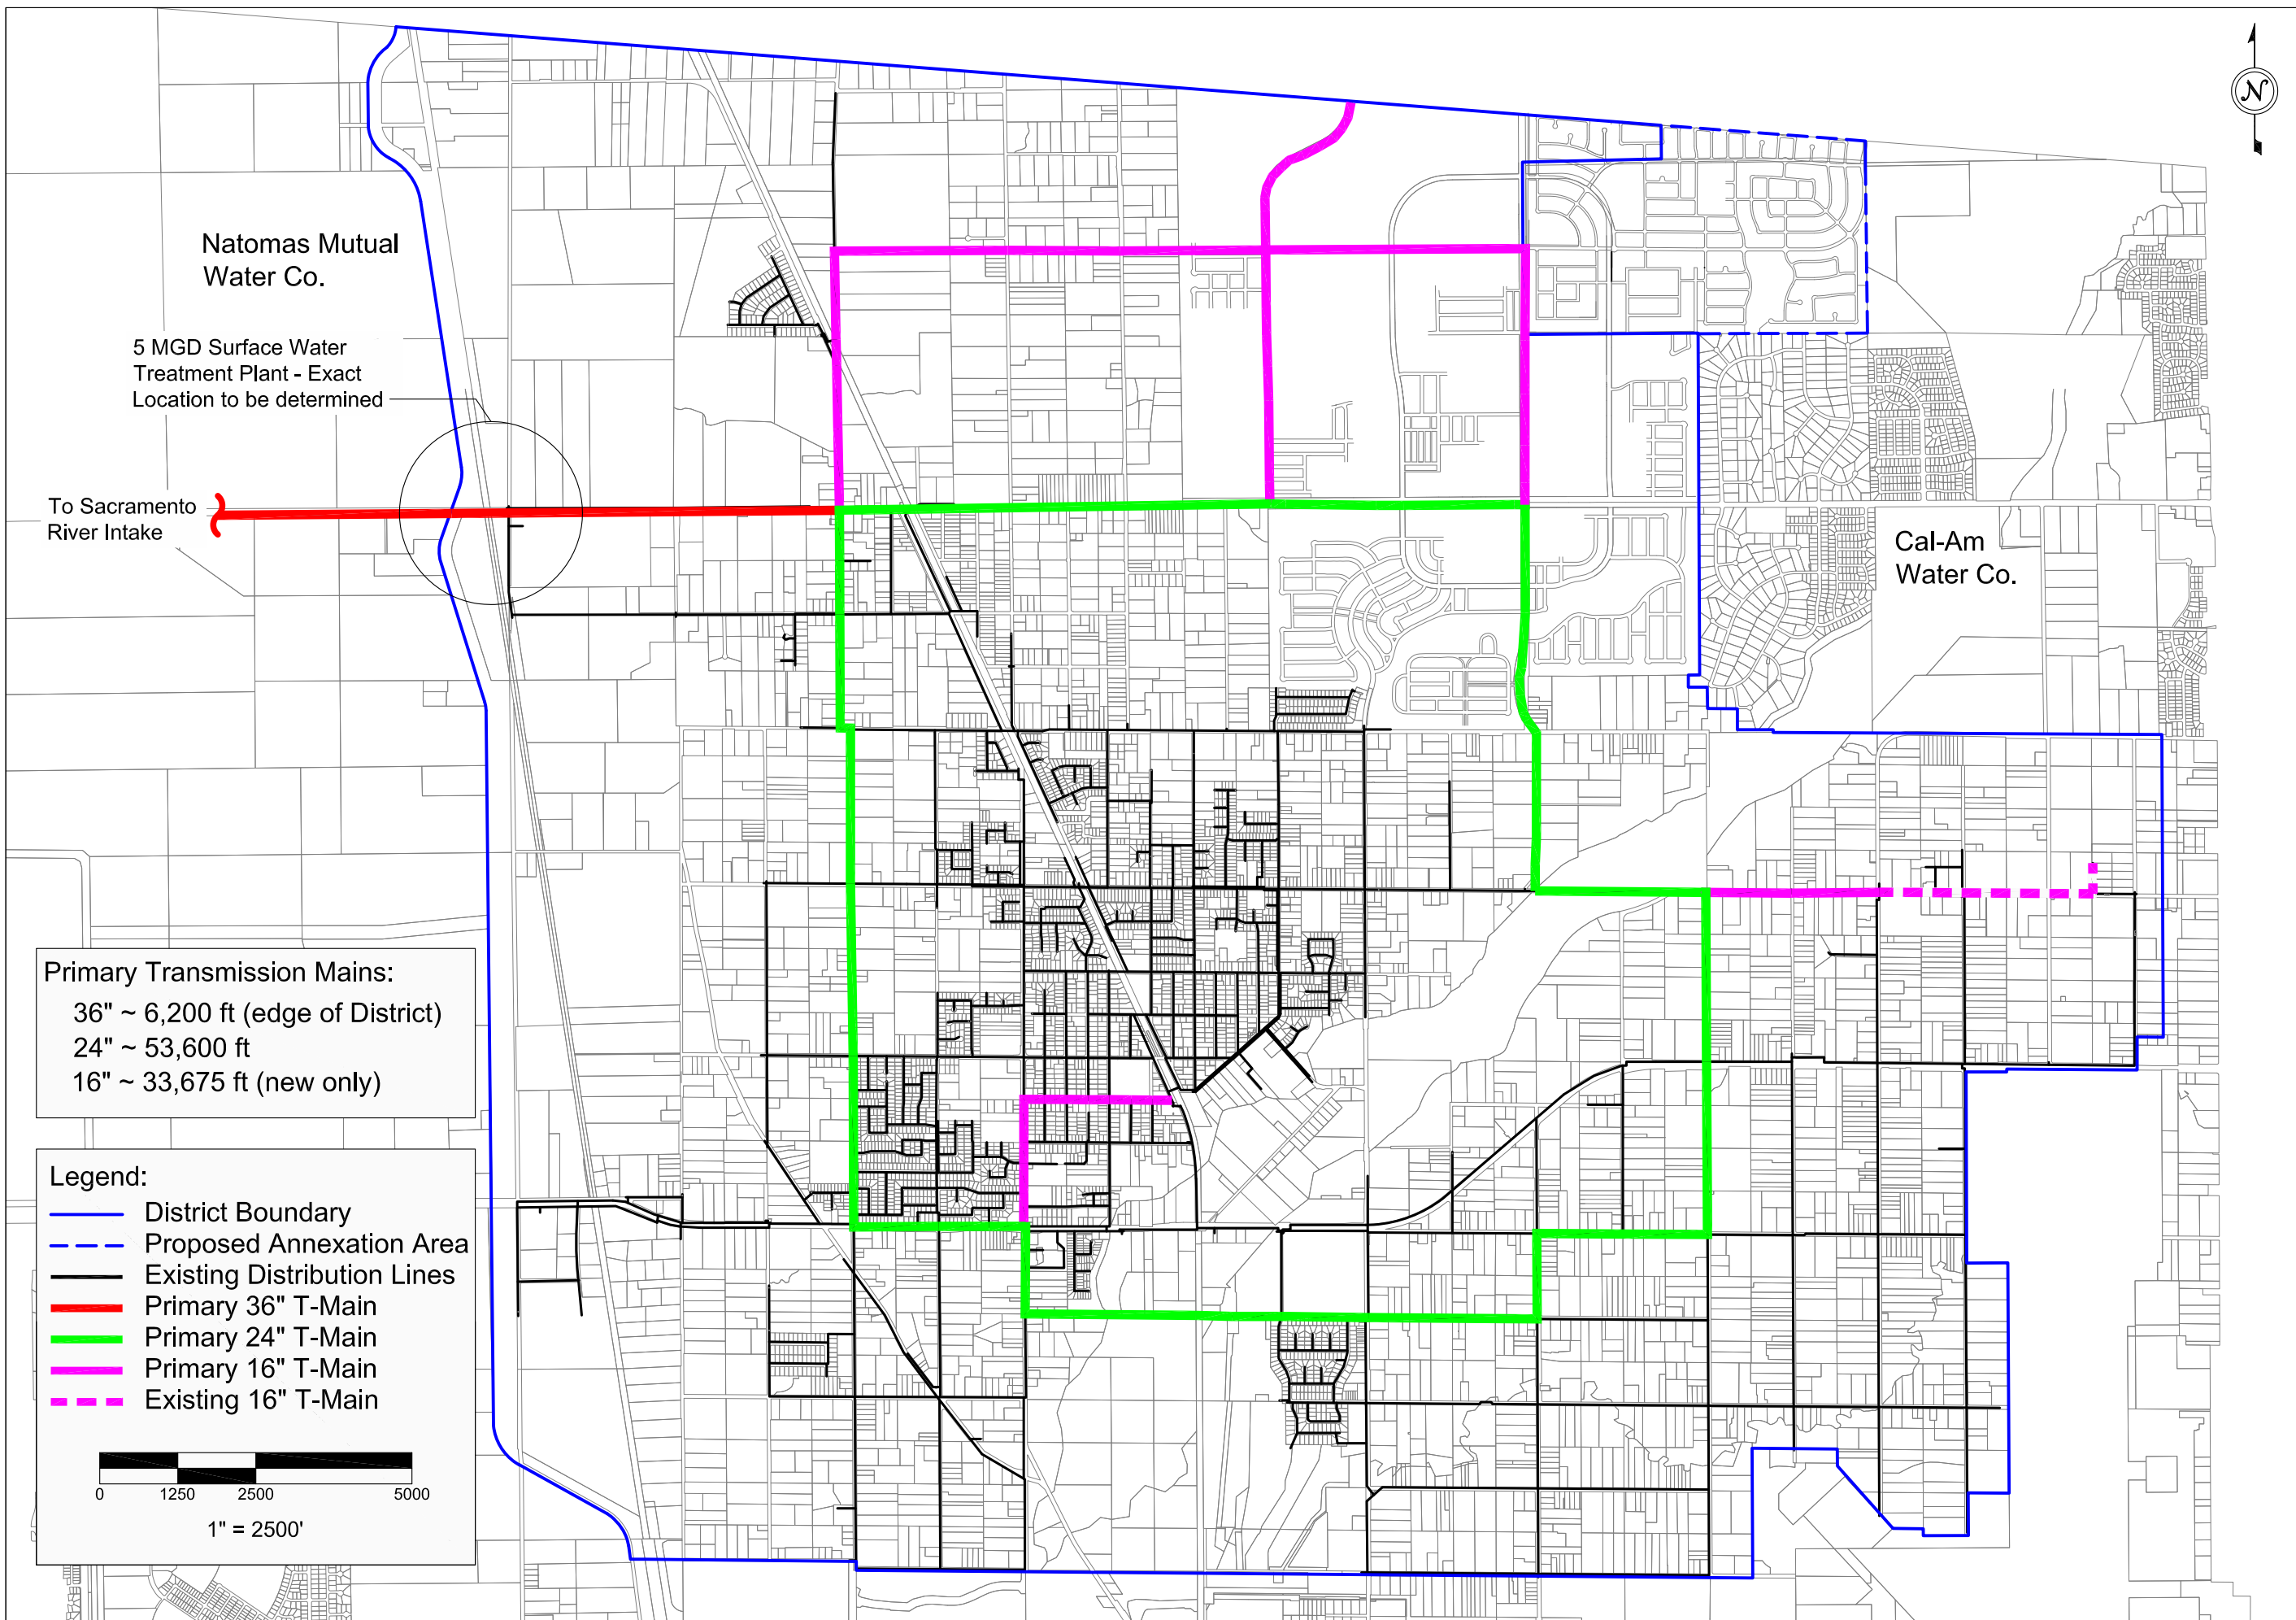 N
Natomas Mutual
Water Co.
5 MGD Surface Water
Treatment Plant - Exact
Location to be determined
To Sacramento
River Intake
Cal-Am
Water Co.
Primary Transmission Mains:
36" ~ 6,200 ft (edge of District)
24" ~ 53,600 ft
16" ~ 33,675 ft (new only)
Legend:
District Boundary
Proposed Annexation Area
Existing Distribution Lines
Primary 36" T-Main
Primary 24" T-Main
Primary 16" T-Main
Existing 16" T-Main
0 1250 2500 5000
1" = 2500'